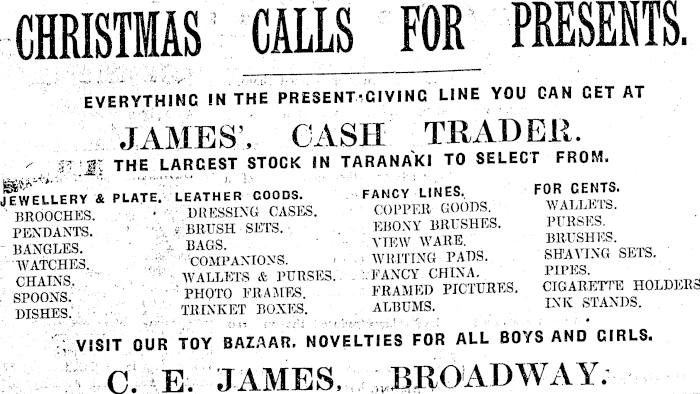 CHRISTMAS CALLS FOR PRESENTS.
EVERYTHING IN THE PRESENT-GIVING LINE YOU CAN GET AT
JAMES', CASH TRADER.
THE LARGEST STOCK IN TARANAKI TO SELECT FROM.
JEWELLERY & PLATE.
BROOCHES.
PENDANTS.
BANGLES.
WATCHES.
CHAINS.
SPOONS.
DISHES.
LEATHER GOODS.
DRESSING CASES.
BRUSH SETS.
BAGS.
COMPANIONS.
WALLETS & PURSES.
PHOTO FRAMES.
TRINKET BOXES.
FANCY LINES.
COPPER GOODS.
EBONY BRUSHES.
VIEW WARE.
WRITING PADS.
FANCY CHINA.
FRAMED PICTURES.
ALBUMS.
FOR GENTS.
WALLETS.
PURSES.
BRUSHES.
SHAVING SETS.
PIPES.
CIGARETTE HOLDERS
INK STANDS.
VISIT OUR TOY BAZAAR. NOVELTIES FOR ALL BOYS AND GIRLS.
C. E. JAMES, BROADWAY.